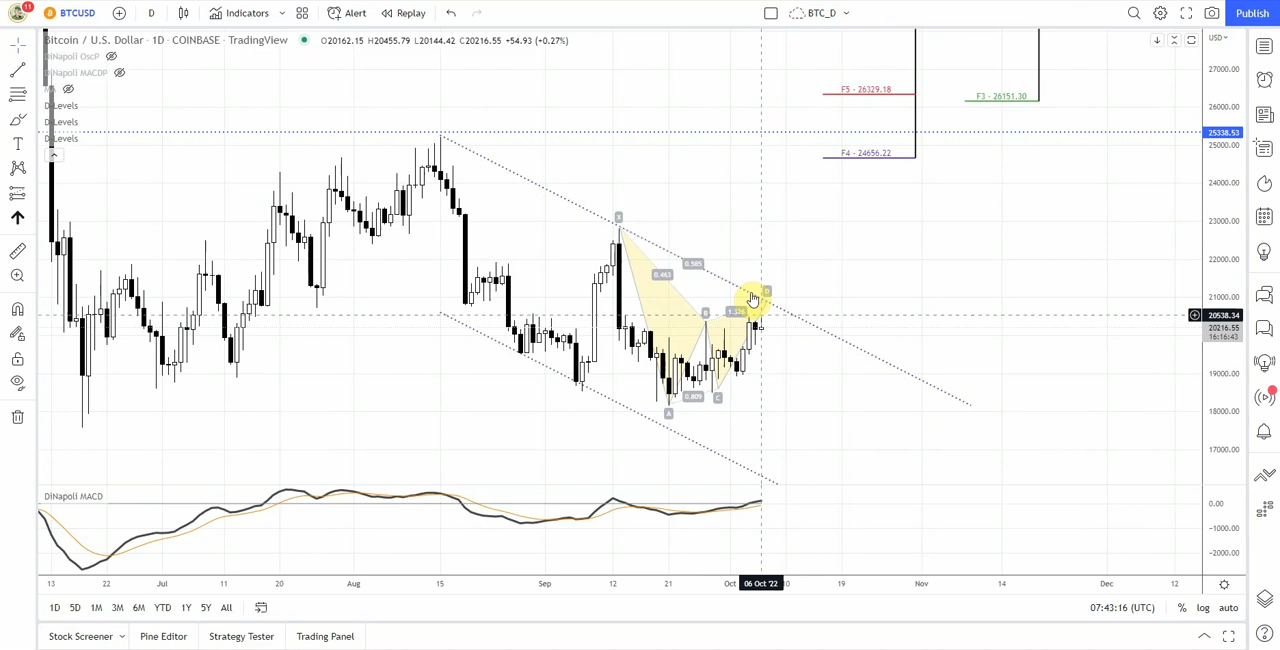 11
BTCUSD
D
Indicators
Alert
Replay
BTC_D
Publish
Bitcoin / U.S. Dollar · 1D · COINBASE · TradingView
O20162.15 H20455.79 L20144.42 C20216.55 +54.93 (+0.27%)
USD
DiNapoli OscP
DiNapoli MACDP
D-Levels
D-Levels
D-Levels
27000.00
26000.00
25338.53
25000.00
24000.00
23000.00
22000.00
21000.00
20538.34
20216.55
16:16:43
19000.00
18000.00
17000.00
F5 - 26329.18
F3 - 26151.30
F4 - 24656.22
X
0.585
0.463
B
A
0.809
C
DiNapoli MACD
0.00
-1000.00
-2000.00
13
22
Jul
11
20
Aug
15
Sep
12
21
Oct
06 Oct '22
10
19
Nov
14
Dec
12
1D
5D
1M
3M
6M
YTD
1Y
5Y
All
07:43:16 (UTC)
%
log
auto
Stock Screener
Pine Editor
Strategy Tester
Trading Panel